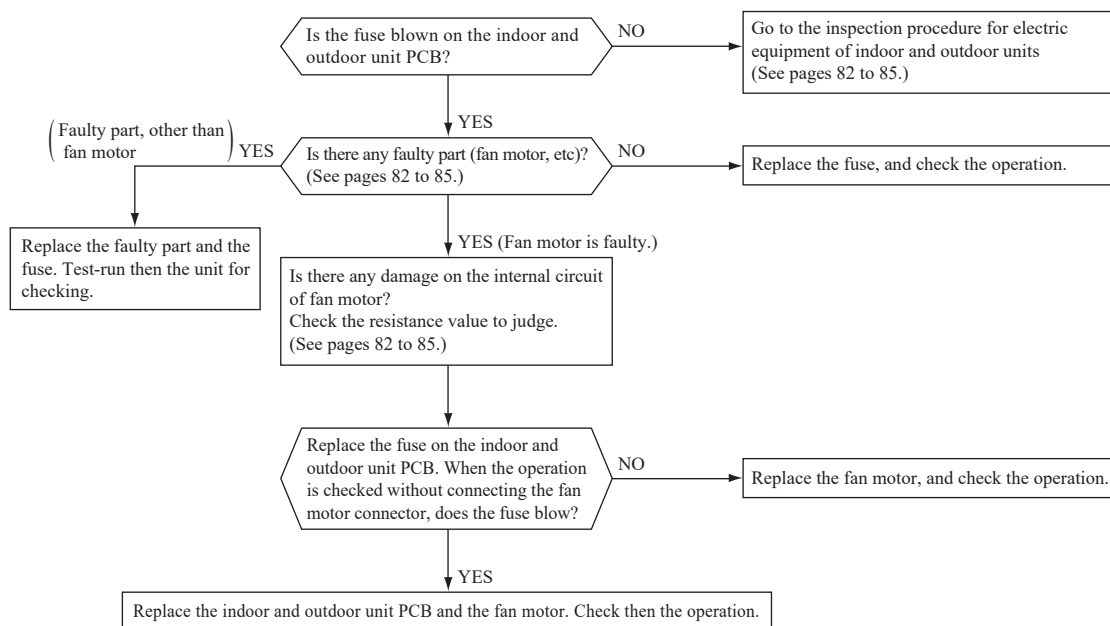 Is the fuse blown on the indoor and
outdoor unit PCB?
NO
Go to the inspection procedure for electric
equipment of indoor and outdoor units
(See pages 82 to 85.)
YES
(Faulty part, other than
fan motor)
YES
Is there any faulty part (fan motor, etc)?
(See pages 82 to 85.)
NO
Replace the fuse, and check the operation.
Replace the faulty part and the
fuse. Test-run then the unit for
checking.
YES (Fan motor is faulty.)
Is there any damage on the internal circuit
of fan motor?
Check the resistance value to judge.
(See pages 82 to 85.)
Replace the fuse on the indoor and
outdoor unit PCB. When the operation
is checked without connecting the fan
motor connector, does the fuse blow?
NO
Replace the fan motor, and check the operation.
YES
Replace the indoor and outdoor unit PCB and the fan motor. Check then the operation.